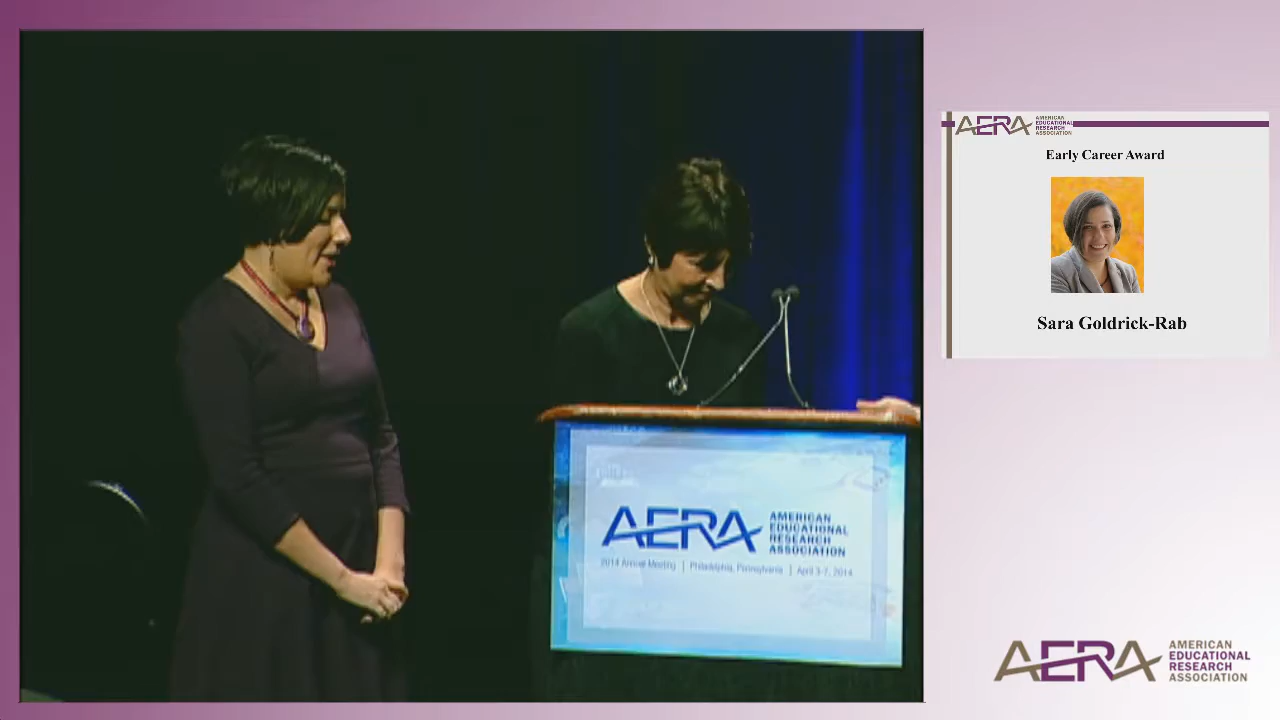 AERA
AMERICAN
EDUCATIONAL
RESEARCH
ASSOCIATION
2014 Annual Meeting | Philadelphia, Pennsylvania | April 3-7, 2014
AERA
AMERICAN
EDUCATIONAL
RESEARCH
ASSOCIATION
Early Career Award
Sara Goldrick-Rab
AERA
AMERICAN
EDUCATIONAL
RESEARCH
ASSOCIATION